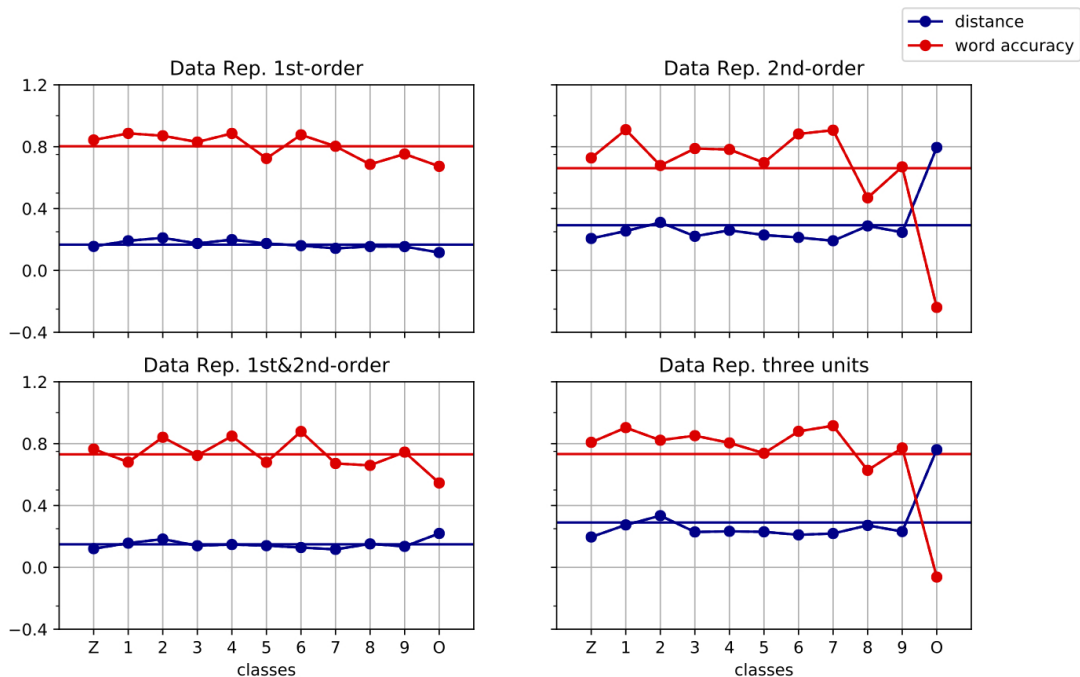 distance
word accuracy
Data Rep. 1st-order
1.2
0.8
0.4
0.0
−0.4
Data Rep. 2nd-order
Data Rep. 1st&2nd-order
1.2
0.8
0.4
0.0
−0.4
Z 1 2 3 4 5 6 7 8 9 O
classes
Data Rep. three units
Z 1 2 3 4 5 6 7 8 9 O
classes